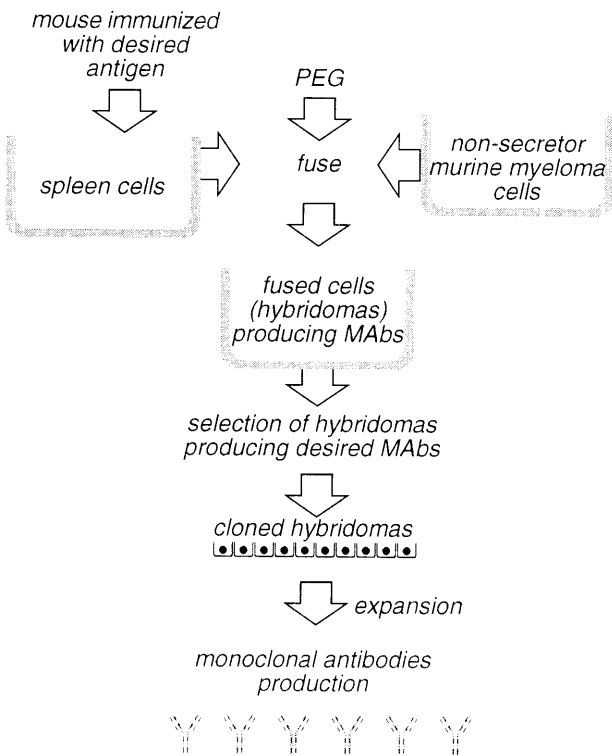 mouse immunized
with desired
antigen
PEG
spleen cells
fuse
non-secretor
murine myeloma
cells
fused cells
(hybridomas)
producing MAbs
selection of hybridomas
producing desired MAbs
cloned hybridomas
expansion
monoclonal antibodies
production